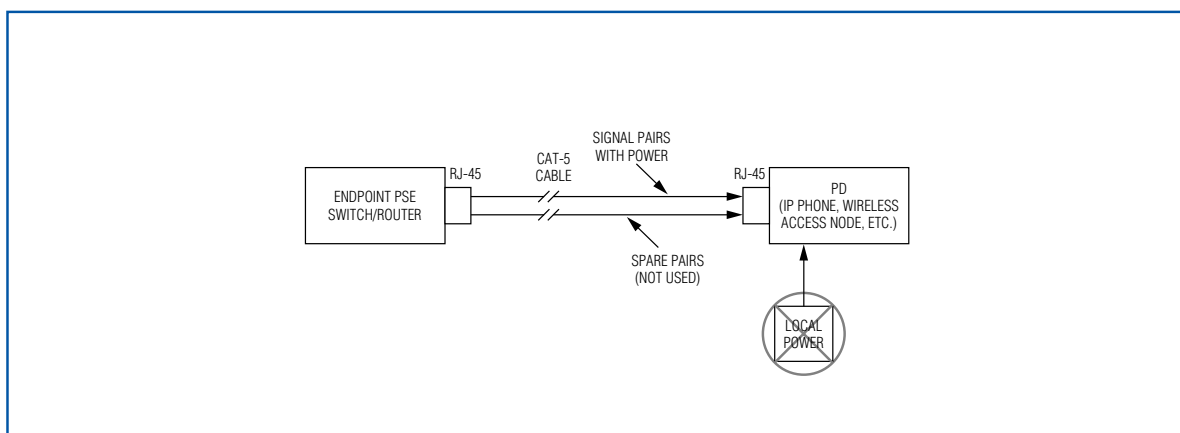 SIGNAL PAIRS
WITH POWER
CAT-5
CABLE
RJ-45
RJ-45
ENDPOINT PSE
SWITCH/ROUTER
PD
(IP PHONE, WIRELESS
ACCESS NODE, ETC.)
SPARE PAIRS
(NOT USED)
LOCAL
POWER